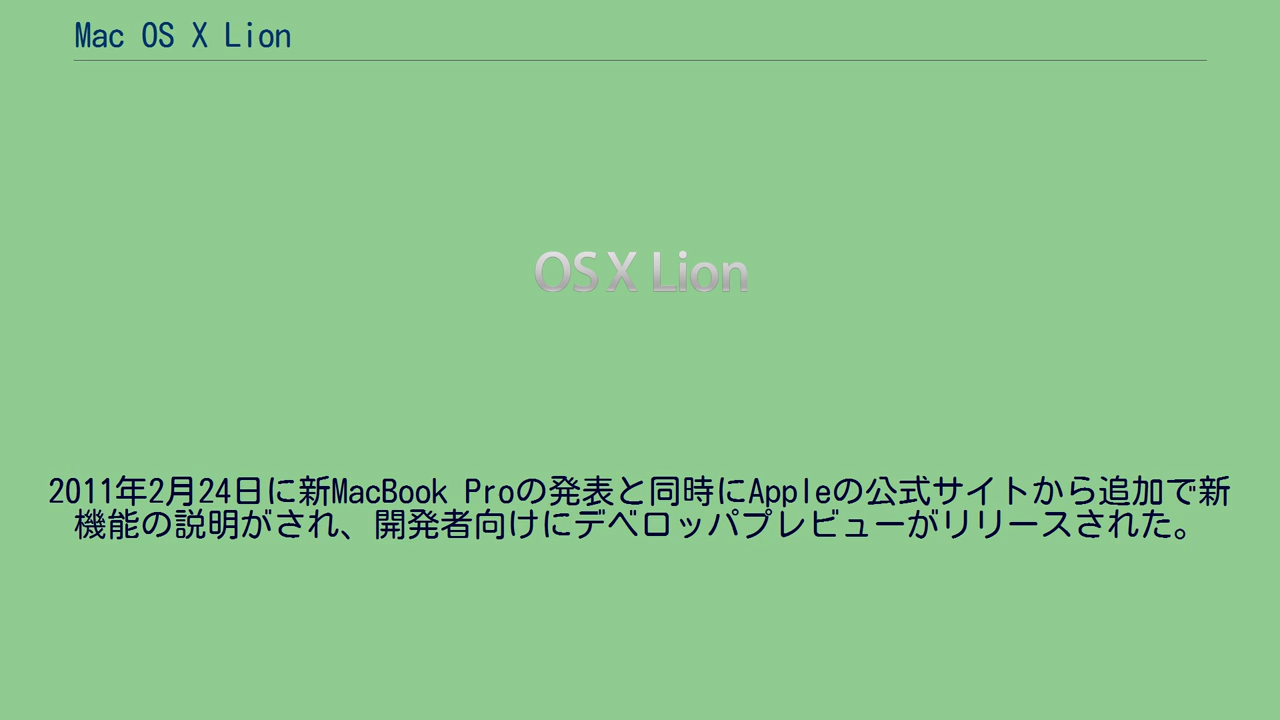 Mac OS X Lion
OS X Lion
2011年2月24日に新MacBook Proの発表と同時にAppleの公式サイトから追加で新
機能の説明がされ、開発者向けにデベロッパプレビューがリリースされた。